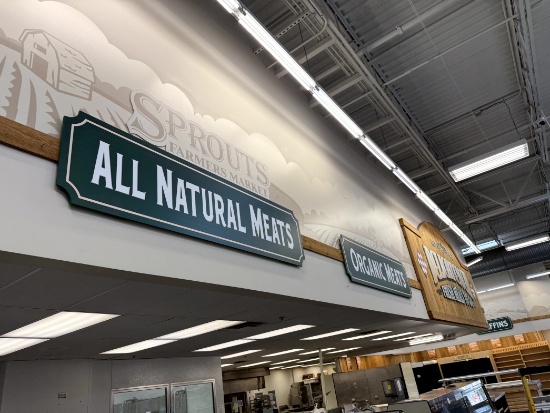 SPROUTS
FARMERS MARKET
ALL NATURAL MEATS
ORGANIC MEATS